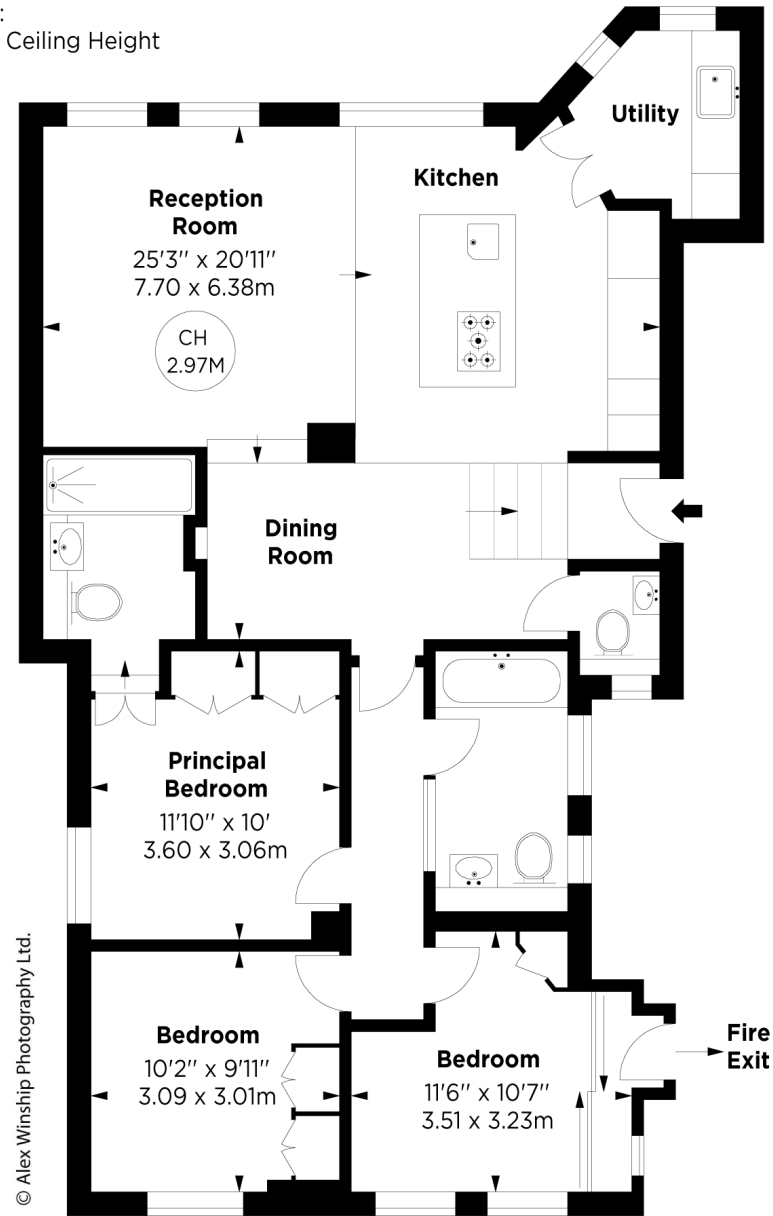 :
Ceiling Height
Utility
Kitchen
Reception
Room
25'3'' x 20'11''
7.70 x 6.38m
CH
2.97M
Dining
Room
Principal
Bedroom
11'10'' x 10'
3.60 x 3.06m
Bedroom
10'2'' x 9'11''
3.09 x 3.01m
Bedroom
11'6'' x 10'7''
3.51 x 3.23m
Fire
Exit
© Alex Winship Photography Ltd.